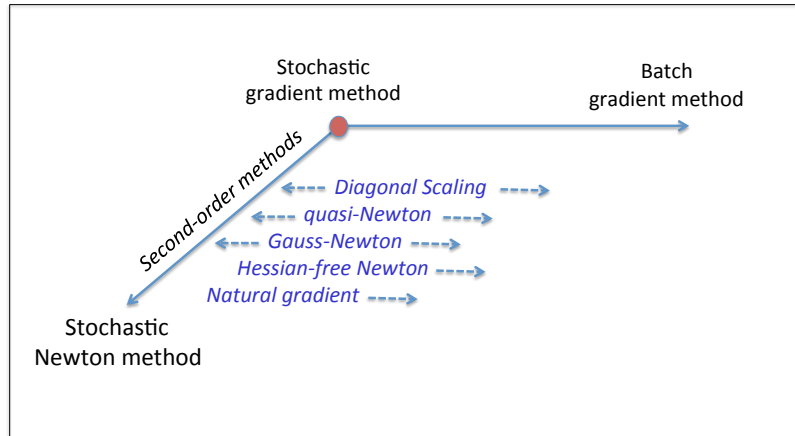 Stochastic
gradient method
Batch
gradient method
Second-order methods
Diagonal Scaling
quasi-Newton
Gauss-Newton
Hessian-free Newton
Natural gradient
Stochastic
Newton method